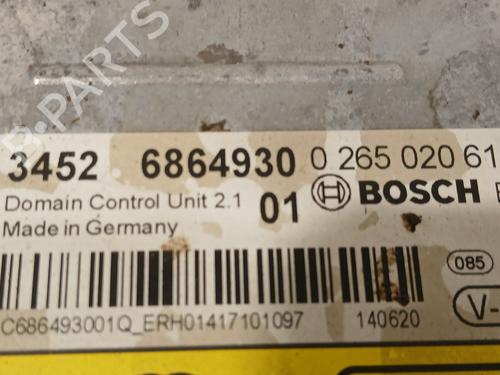 B-PARTS
3452 6864930 0 265 020 61
Domain Control Unit 2.1 01 BOSCH
Made in Germany
085
C686493001Q_ERH01417101097 140620
V-